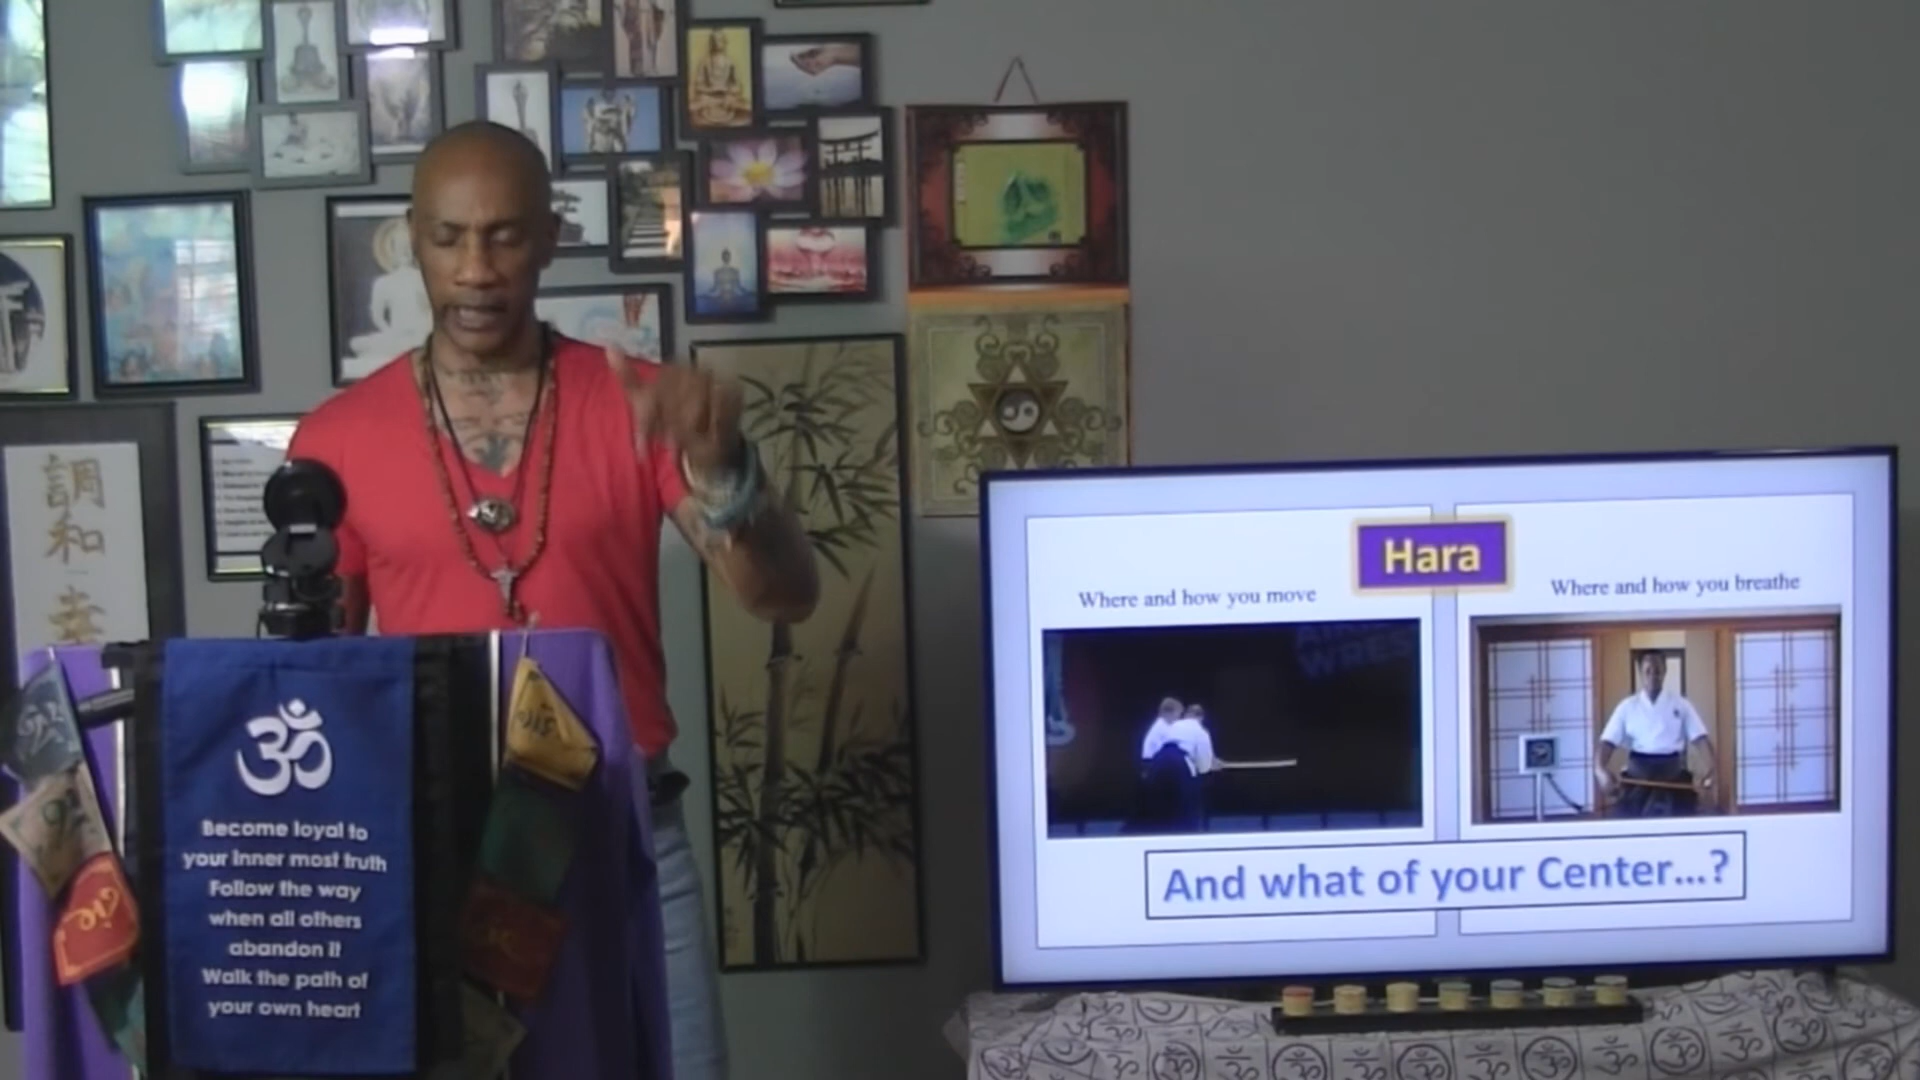 調
和
幸
ॐ
Become loyal to
your inner most truth
Follow the way
when all others
abandon it
Walk the path of
your own heart
Hara
Where and how you move
Where and how you breathe
WRES
And what of your Center...?